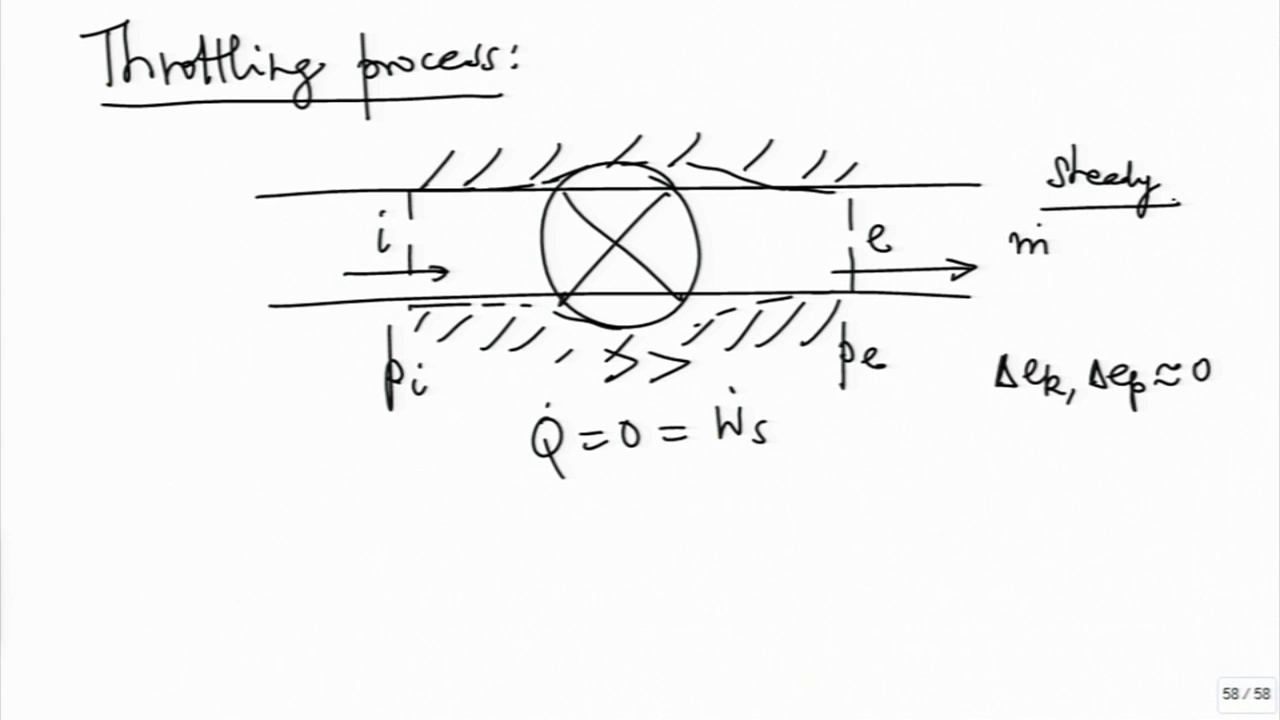 Throttling process:
steady
i
e
ṁ
pi >> pe
Δek, Δep ≈ 0
Q̇ = 0 = Ẇs
58 / 58